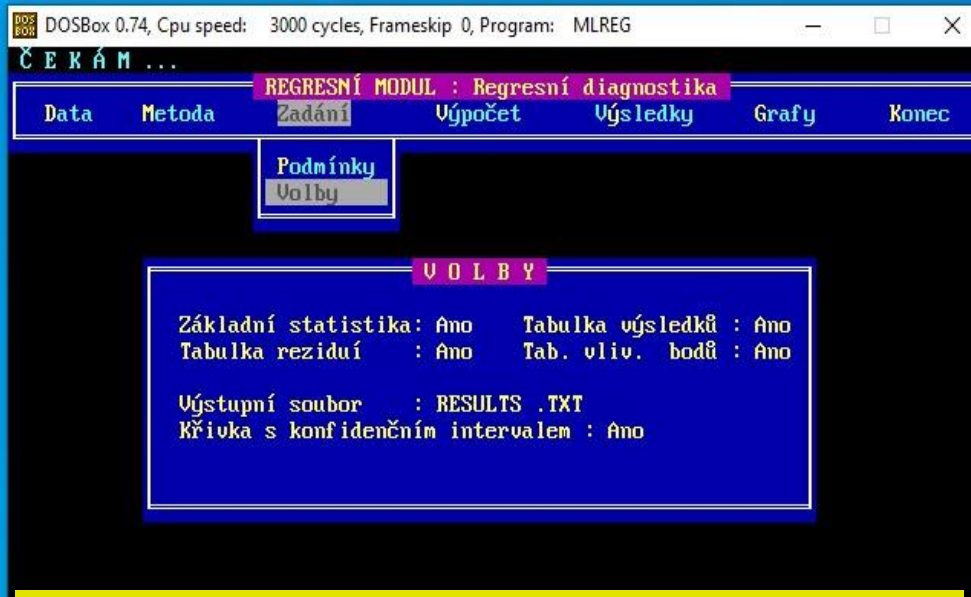 DOSBox 0.74, Cpu speed: 3000 cycles, Frameskip 0, Program: MLREG
Č E K Á M ...
REGRESNÍ MODUL : Regresní diagnostika
Data Metoda Zadání Výpočet Výsledky Grafy Konec
Podmínky
Volby
V O L B Y
Základní statistika: Ano Tabulka výsledků : Ano
Tabulka reziduí : Ano Tab. vliv. bodů : Ano
Výstupní soubor : RESULTS .TXT
Křivka s konfidenčním intervalem : Ano